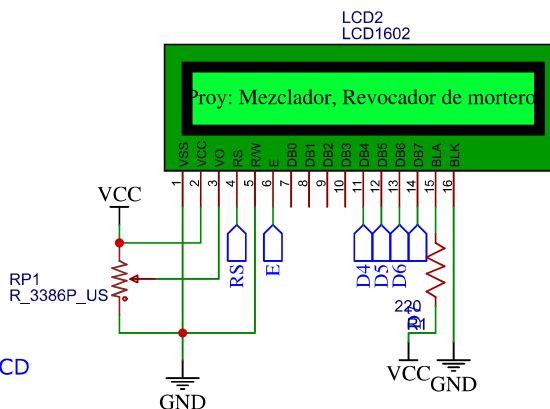 LCD2
LCD1602
Proy: Mezclador, Revocador de mortero
VSS VCC VO RS R/W E DB0 DB1 DB2 DB3 DB4 DB5 DB6 DB7 BLA BLK
1 2 3 4 5 6 7 8 9 10 11 12 13 14 15 16
VCC
RS E D4 D5 D6
RP1
R_3386P_US
220
CD
VCC
GND
GND